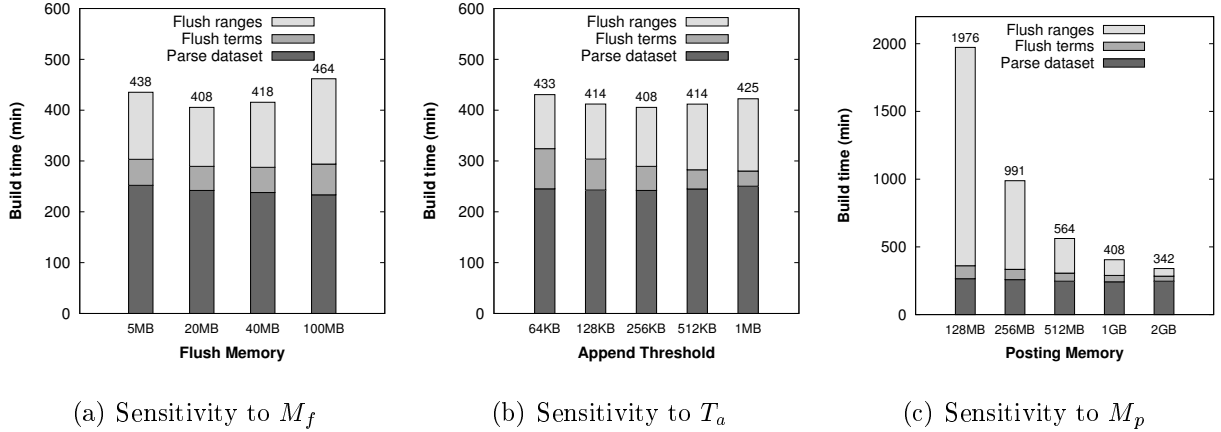 600
500
400
300
200
100
0
Build time (min)
Flush ranges
Flush terms
Parse dataset
438
408
418
464
5MB
20MB
40MB
100MB
Flush Memory
(a) Sensitivity to M_f
600
500
400
300
200
100
0
Build time (min)
Flush ranges
Flush terms
Parse dataset
433
414
408
414
425
64KB
128KB
256KB
512KB
1MB
Append Threshold
(b) Sensitivity to T_a
2000
1500
1000
500
0
Build time (min)
Flush ranges
Flush terms
Parse dataset
1976
991
564
408
342
128MB
256MB
512MB
1GB
2GB
Posting Memory
(c) Sensitivity to M_p